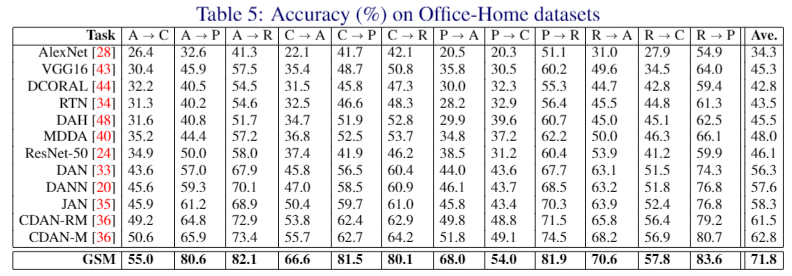 Table 5: Accuracy (%) on Office-Home datasets
Task A → C A → P A → R C → A C → P C → R P → A P → C P → R R → A R → C R → P Ave.
AlexNet [28] 26.4 32.6 41.3 22.1 41.7 42.1 20.5 20.3 51.1 31.0 27.9 54.9 34.3
VGG16 [43] 30.4 45.9 57.5 35.4 48.7 50.8 35.8 30.5 60.2 49.6 34.5 64.0 45.3
DCORAL [44] 32.2 40.5 54.5 31.5 45.8 47.3 30.0 32.3 55.3 44.7 42.8 59.4 42.8
RTN [34] 31.3 40.2 54.6 32.5 46.6 48.3 28.2 32.9 56.4 45.5 44.8 61.3 43.5
DAH [48] 31.6 40.8 51.7 34.7 51.9 52.8 29.9 39.6 60.7 45.0 45.1 62.5 45.5
MDDA [40] 35.2 44.4 57.2 36.8 52.5 53.7 34.8 37.2 62.2 50.0 46.3 66.1 48.0
ResNet-50 [24] 34.9 50.0 58.0 37.4 41.9 46.2 38.5 31.2 60.4 53.9 41.2 59.9 46.1
DAN [33] 43.6 57.0 67.9 45.8 56.5 60.4 44.0 43.6 67.7 63.1 51.5 74.3 56.3
DANN [20] 45.6 59.3 70.1 47.0 58.5 60.9 46.1 43.7 68.5 63.2 51.8 76.8 57.6
JAN [35] 45.9 61.2 68.9 50.4 59.7 61.0 45.8 43.4 70.3 63.9 52.4 76.8 58.3
CDAN-RM [36] 49.2 64.8 72.9 53.8 62.4 62.9 49.8 48.8 71.5 65.8 56.4 79.2 61.5
CDAN-M [36] 50.6 65.9 73.4 55.7 62.7 64.2 51.8 49.1 74.5 68.2 56.9 80.7 62.8
GSM 55.0 80.6 82.1 66.6 81.5 80.1 68.0 54.0 81.9 70.6 57.8 83.6 71.8